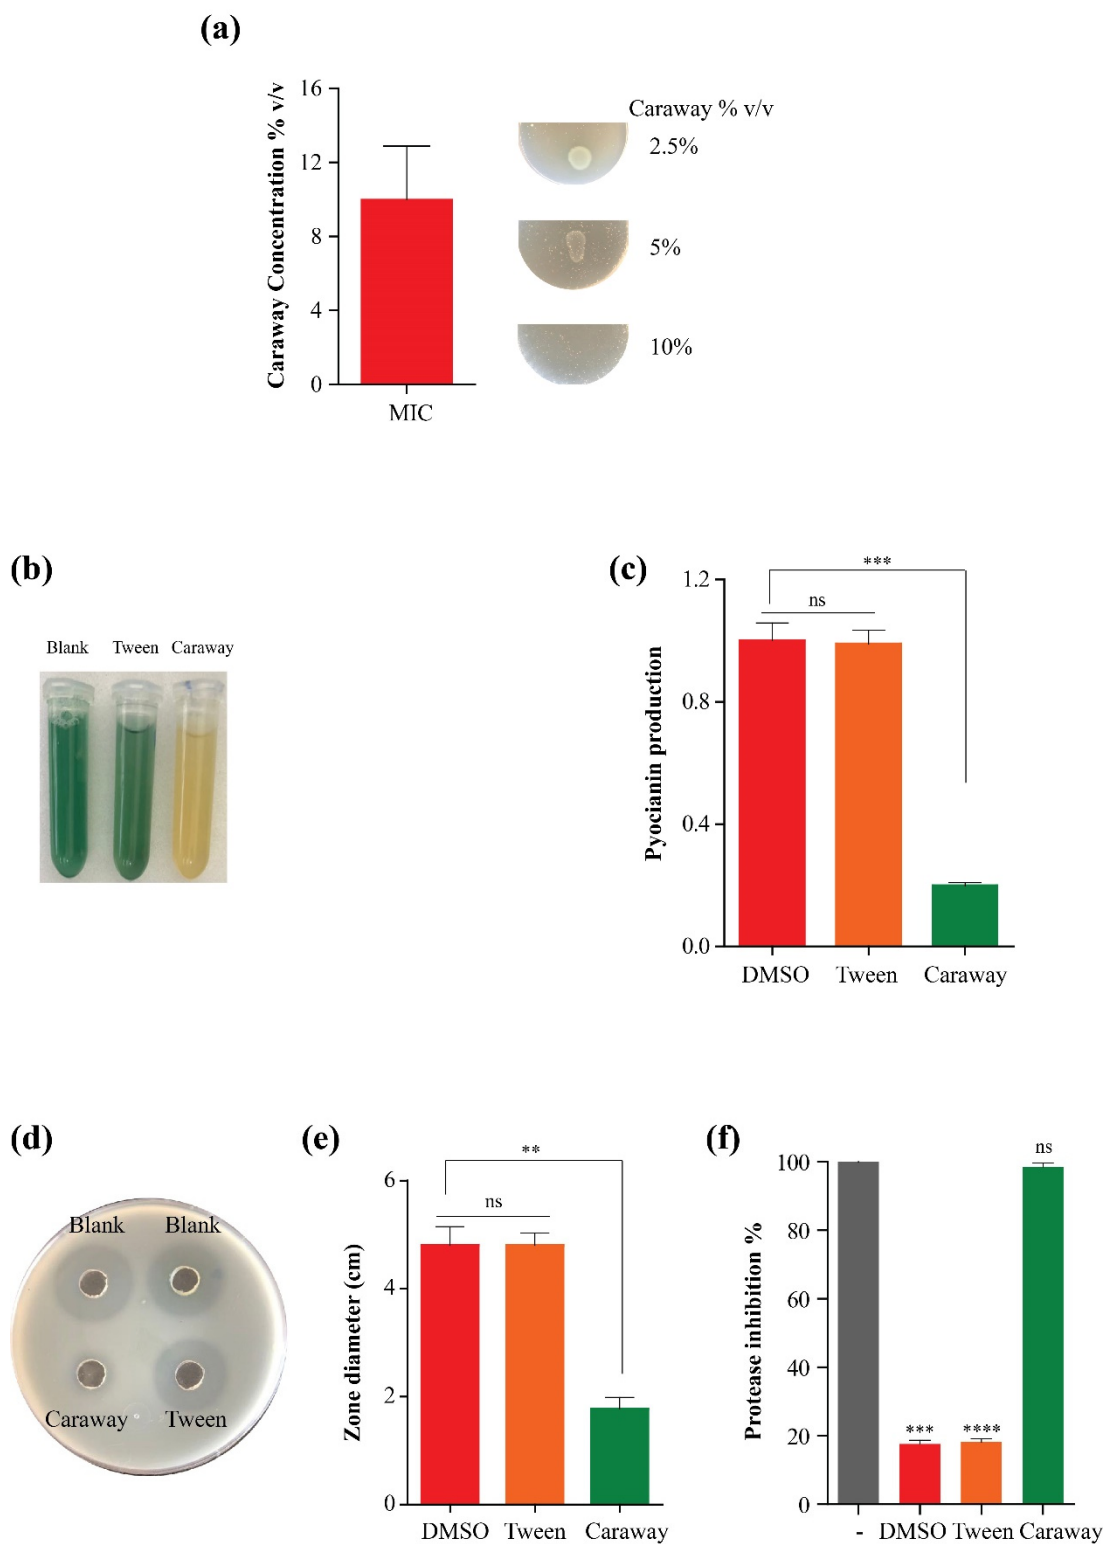 (a)
Caraway Concentration % v/v
16
12
8
4
0
MIC
Caraway % v/v
2.5%
5%
10%
(b)
Blank Tween Caraway
(c)
Pyocianin production
1.2
0.8
0.4
0.0
***
ns
DMSO Tween Caraway
(d)
Blank Blank
Caraway Tween
(e)
Zone diameter (cm)
6
4
2
0
**
ns
DMSO Tween Caraway
(f)
Protease inhibition %
100
80
60
40
20
0
ns
*** ****
- DMSO Tween Caraway